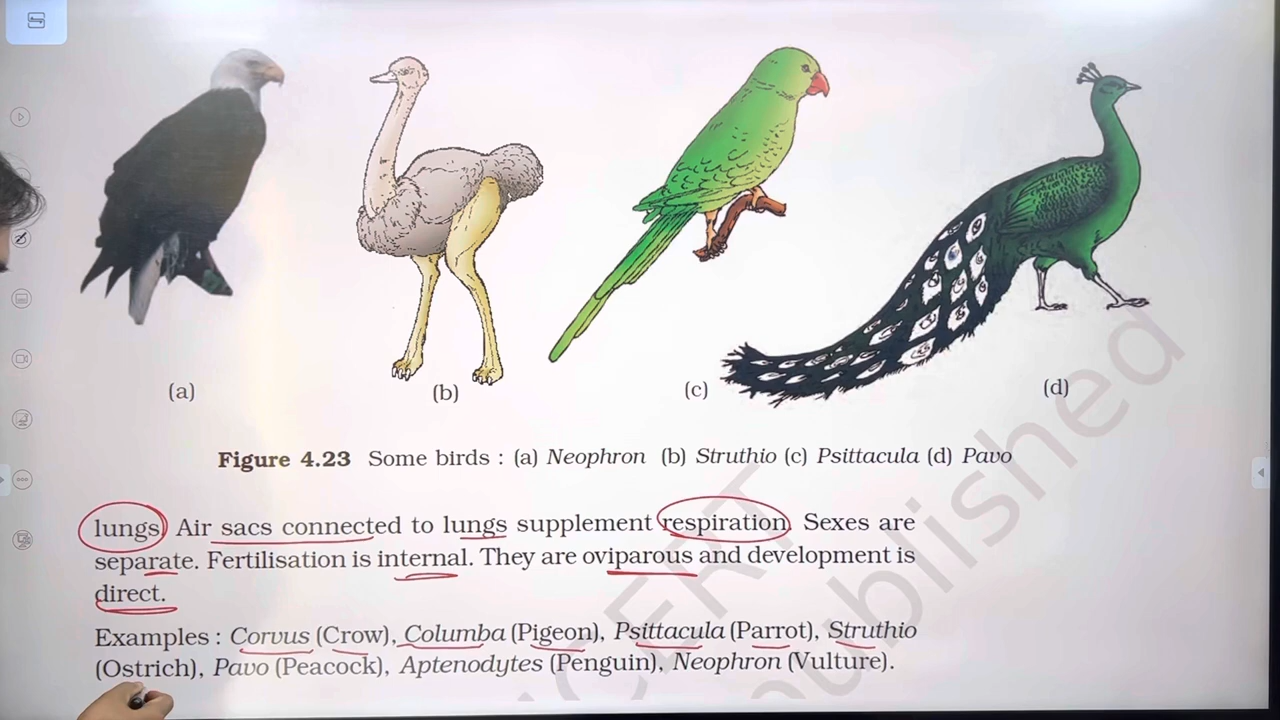 (a)
(b)
(c)
(d)
Figure 4.23 Some birds : (a) Neophron (b) Struthio (c) Psittacula (d) Pavo
lungs. Air sacs connected to lungs supplement respiration. Sexes are
separate. Fertilisation is internal. They are oviparous and development is
direct.
Examples : Corvus (Crow), Columba (Pigeon), Psittacula (Parrot), Struthio
(Ostrich), Pavo (Peacock), Aptenodytes (Penguin), Neophron (Vulture).
NCERT
published